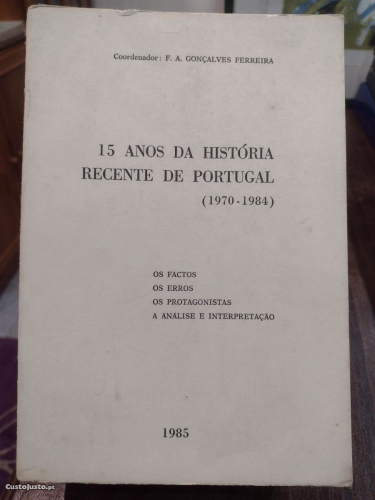 Coordenador: F. A. GONÇALVES FERREIRA
15 ANOS DA HISTÓRIA
RECENTE DE PORTUGAL
(1970-1984)
OS FACTOS
OS ERROS
OS PROTAGONISTAS
A ANÁLISE E INTERPRETAÇÃO
1985
CustoJusto.pt